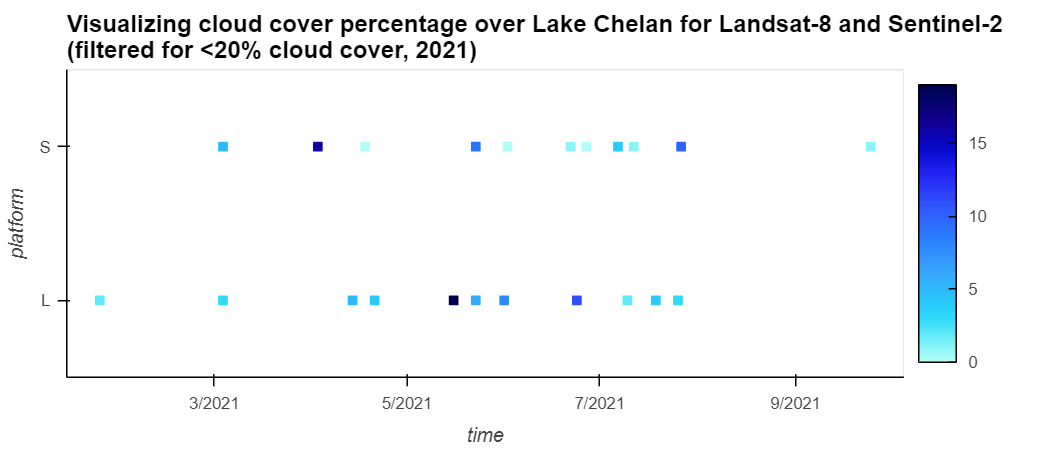 Visualizing cloud cover percentage over Lake Chelan for Landsat-8 and Sentinel-2
(filtered for <20% cloud cover, 2021)
S
L
platform
3/2021
5/2021
7/2021
9/2021
time
15
10
5
0